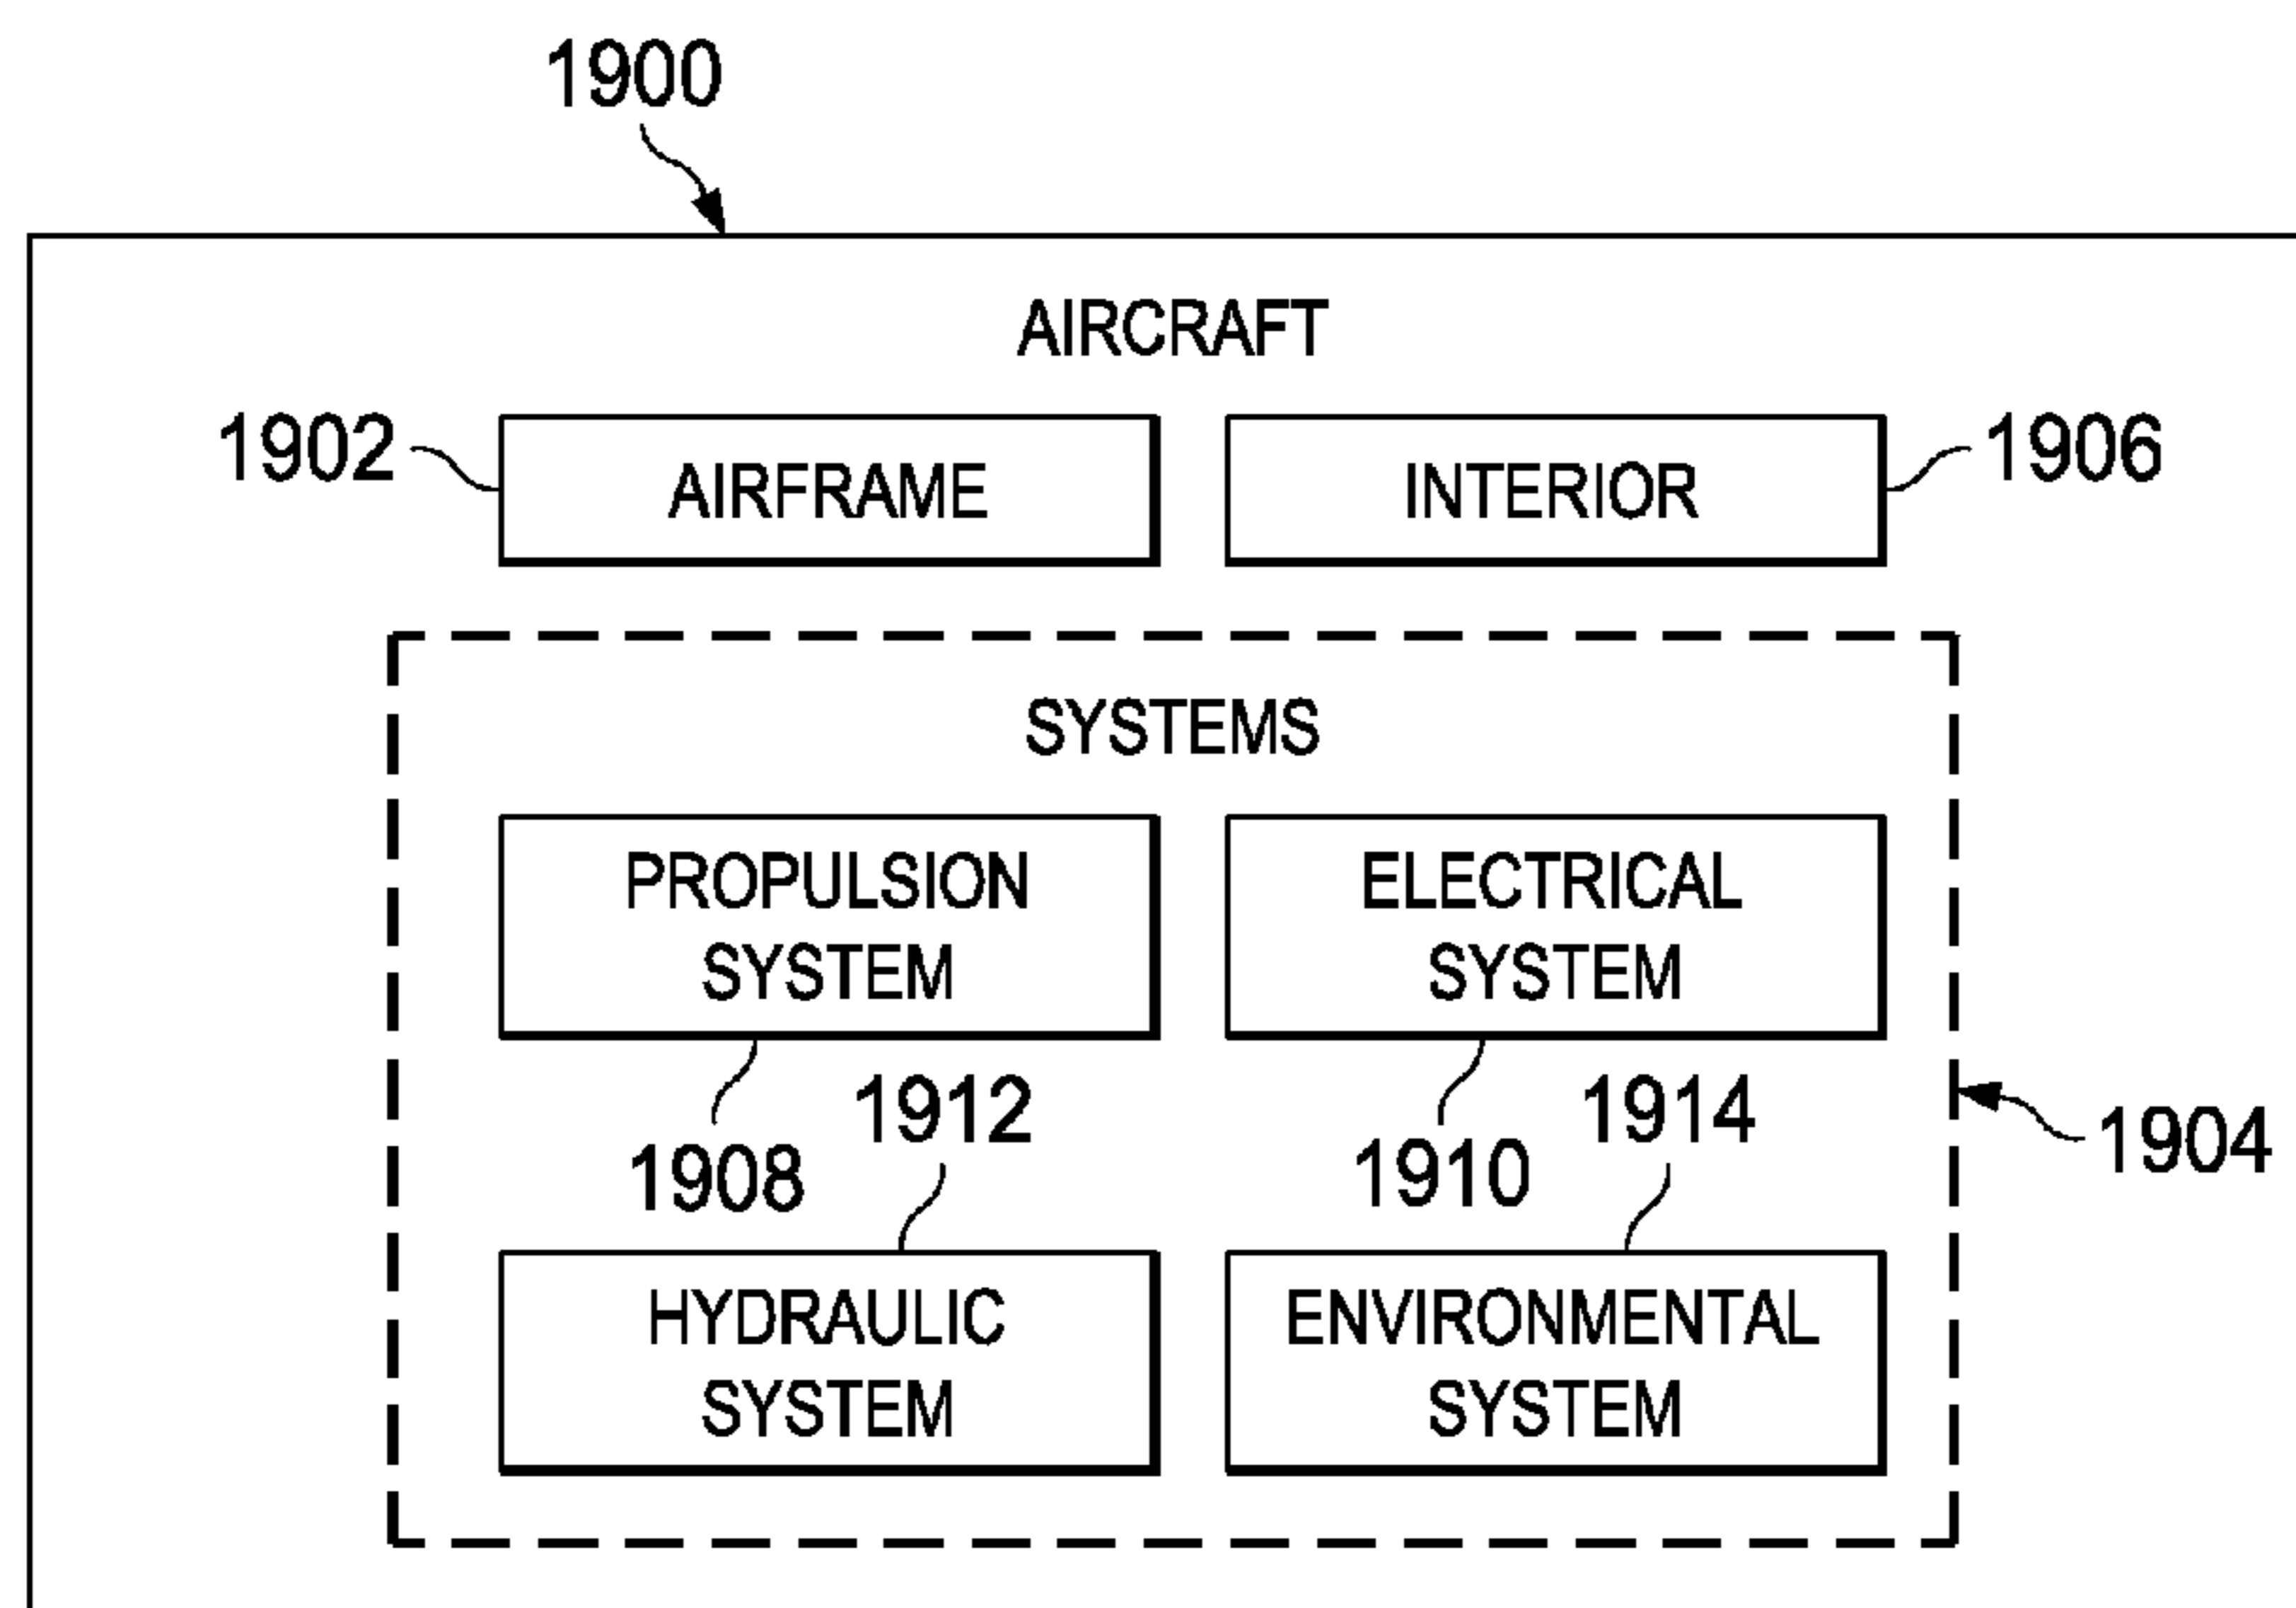 1900
AIRCRAFT
1902
AIRFRAME
INTERIOR
1906
SYSTEMS
PROPULSION
SYSTEM
ELECTRICAL
SYSTEM
1908
1912
1910
1914
1904
HYDRAULIC
SYSTEM
ENVIRONMENTAL
SYSTEM